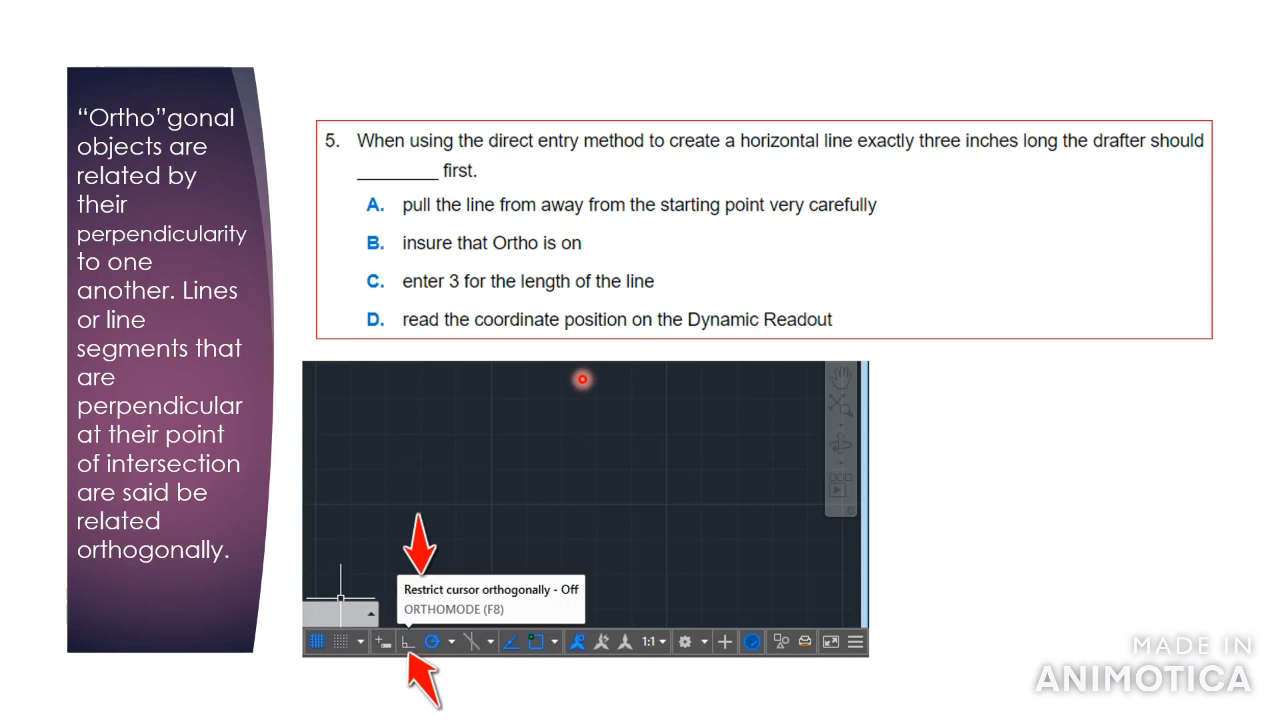 “Ortho”gonal
objects are
related by
their
perpendicularity
to one
another. Lines
or line
segments that
are
perpendicular
at their point
of intersection
are said be
related
orthogonally.
5. When using the direct entry method to create a horizontal line exactly three inches long the drafter should
________ first.
A. pull the line from away from the starting point very carefully
B. insure that Ortho is on
C. enter 3 for the length of the line
D. read the coordinate position on the Dynamic Readout
Restrict cursor orthogonally - Off
ORTHOMODE (F8)
1:1
MADE IN
ANIMOTICA